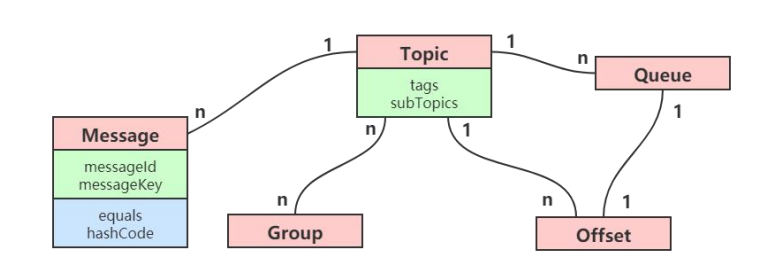 1
Topic
1
tags
subTopics
n
Queue
n
Message
messageId
messageKey
equals
hashCode
n
1
1
n
Group
n
1
Offset